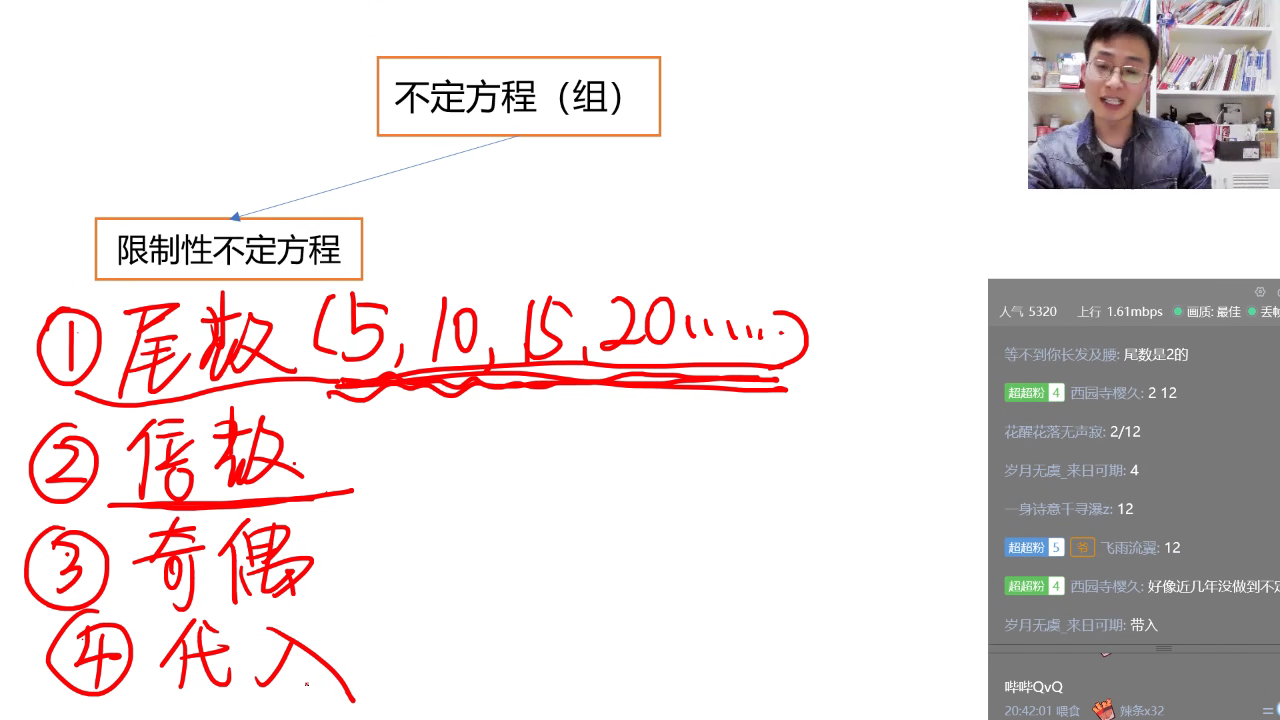 不定方程（组）
限制性不定方程
① 尾数 (5, 10, 15, 20……)
② 倍数
③ 奇偶
④ 代入
人气 5320 上行 1.61mbps 画质: 最佳 丢帧
等不到你长发及腰: 尾数是2的
超超粉 4 西园寺樱久: 2 12
花醒花落无声寂: 2/12
岁月无虞_来日可期: 4
一身诗意千寻瀑z: 12
超超粉 5 飞雨流翼: 12
超超粉 4 西园寺樱久: 好像近几年没做到不定
岁月无虞_来日可期: 带入
哔哔QvQ
20:42:01 喂食 辣条x32